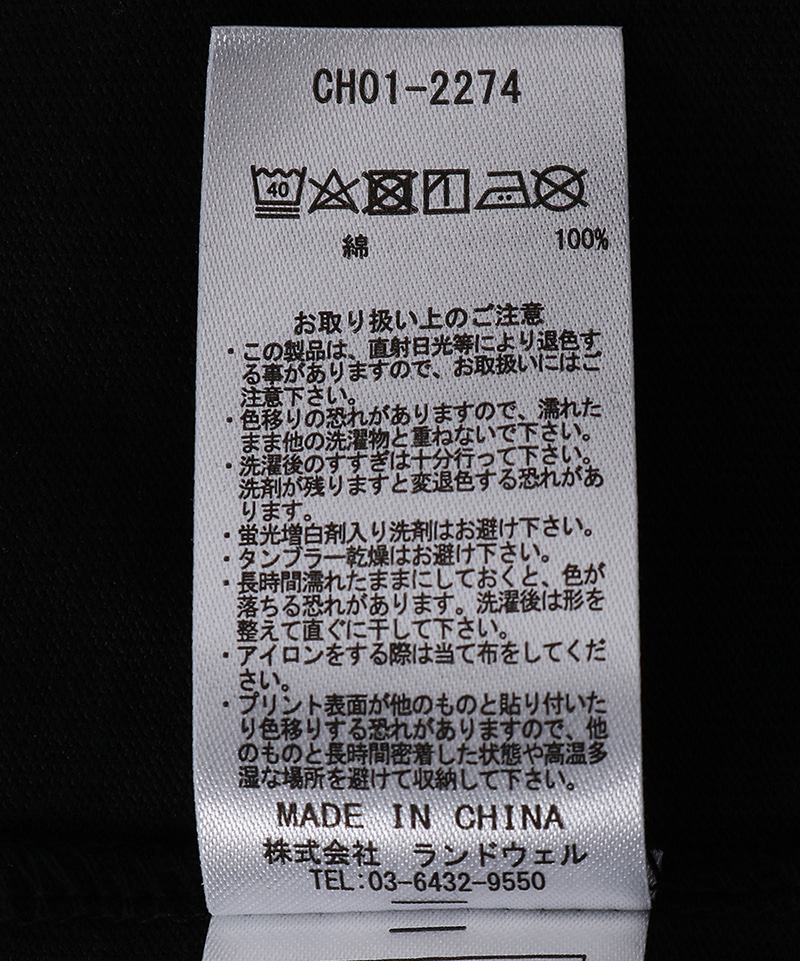 CH01-2274
40
綿 100%
お取り扱い上のご注意
・この製品は、直射日光等により退色す
る事がありますので、お取扱いにはご
注意下さい。
・色移りの恐れがありますので、濡れた
まま他の洗濯物と重ねないで下さい。
・洗濯後のすすぎは十分行って下さい。
洗剤が残りますと変退色する恐れがあ
ります。
・蛍光増白剤入り洗剤はお避け下さい。
・タンブラー乾燥はお避け下さい。
・長時間濡れたままにしておくと、色が
落ちる恐れがあります。洗濯後は形を
整えて直ぐに干して下さい。
・アイロンをする際は当て布をしてくだ
さい。
・プリント表面が他のものと貼り付いた
り色移りする恐れがありますので、他
のものと長時間密着した状態や高温多
湿な場所を避けて収納して下さい。
MADE IN CHINA
株式会社 ランドウェル
TEL:03-6432-9550